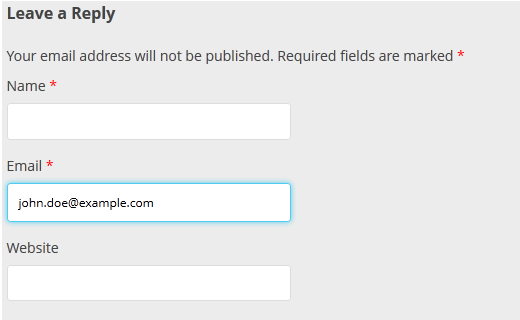 Leave a Reply
Your email address will not be published. Required fields are marked *
Name *
Email *
john.doe@example.com
Website